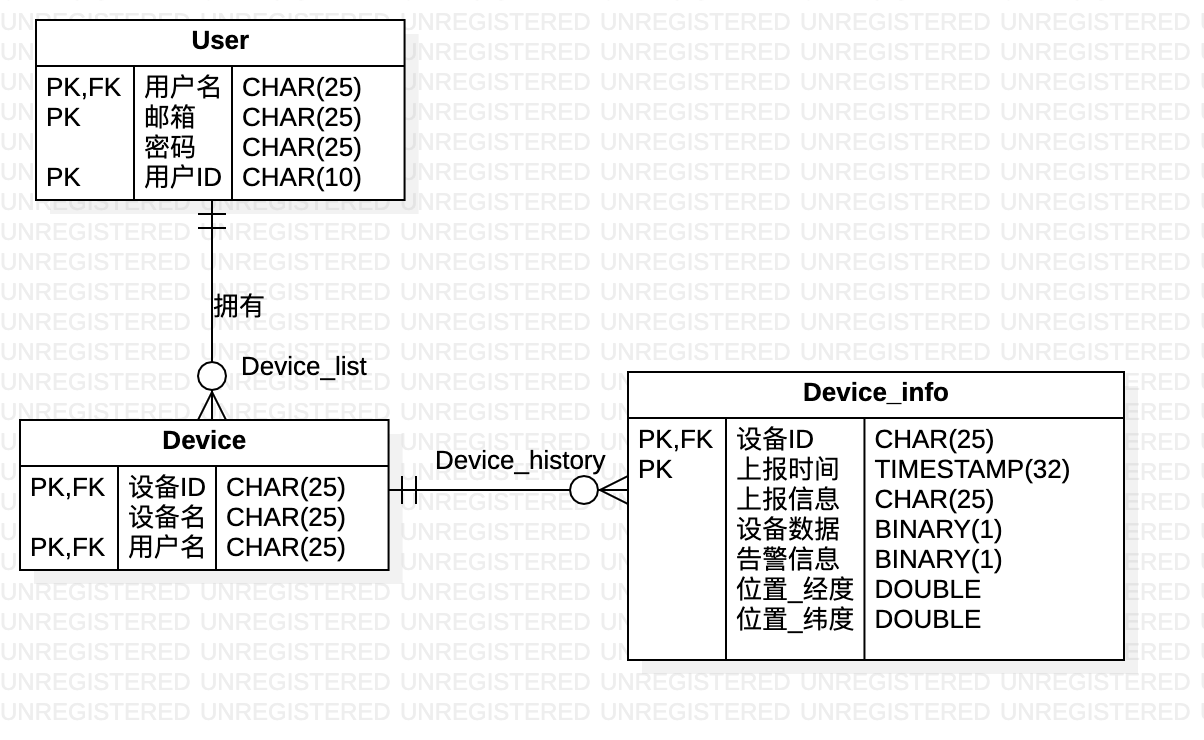 User
PK,FK 用户名 CHAR(25)
PK 邮箱 CHAR(25)
密码 CHAR(25)
PK 用户ID CHAR(10)
拥有
Device_list
Device
PK,FK 设备ID CHAR(25)
设备名 CHAR(25)
PK,FK 用户名 CHAR(25)
Device_history
Device_info
PK,FK 设备ID CHAR(25)
PK 上报时间 TIMESTAMP(32)
上报信息 CHAR(25)
设备数据 BINARY(1)
告警信息 BINARY(1)
位置_经度 DOUBLE
位置_纬度 DOUBLE
UNREGISTERED